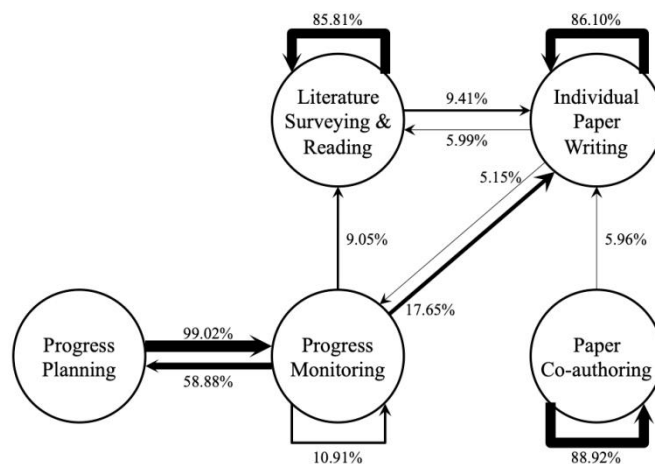 85.81%
86.10%
Literature
Surveying &
Reading
9.41%
5.99%
Individual
Paper
Writing
5.15%
9.05%
17.65%
5.96%
Progress
Planning
99.02%
58.88%
Progress
Monitoring
Paper
Co-authoring
10.91%
88.92%